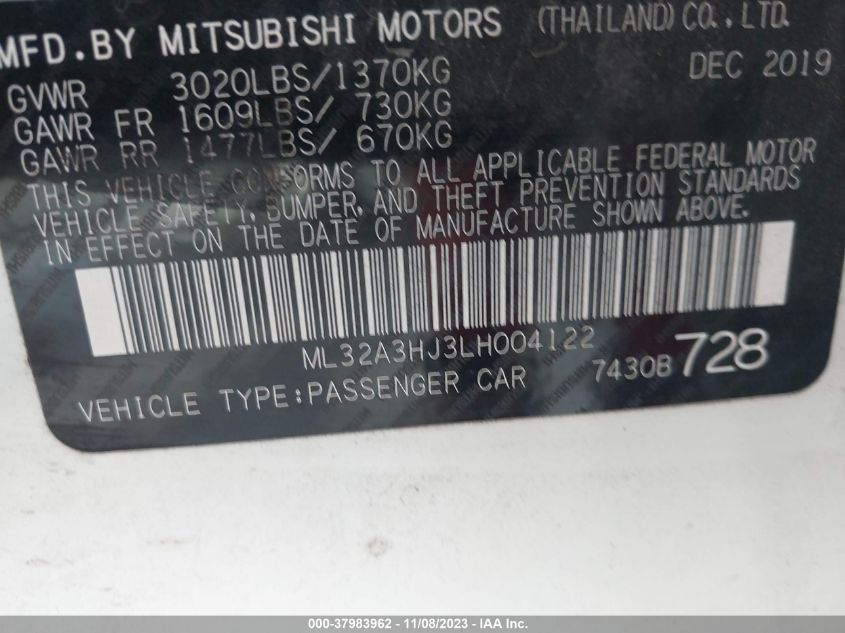 MFD.BY MITSUBISHI MOTORS (THAILAND)CO.,LTD.
DEC 2019
GVWR 3020LBS/1370KG
GAWR FR 1609LBS/ 730KG
GAWR RR 1477LBS/ 670KG
THIS VEHICLE CONFORMS TO ALL APPLICABLE FEDERAL MOTOR
VEHICLE SAFETY, BUMPER, AND THEFT PREVENTION STANDARDS
IN EFFECT ON THE DATE OF MANUFACTURE SHOWN ABOVE.
ML32A3HJ3LH004122
VEHICLE TYPE:PASSENGER CAR 7430B 728
000-37983962 - 11/08/2023 - IAA Inc.